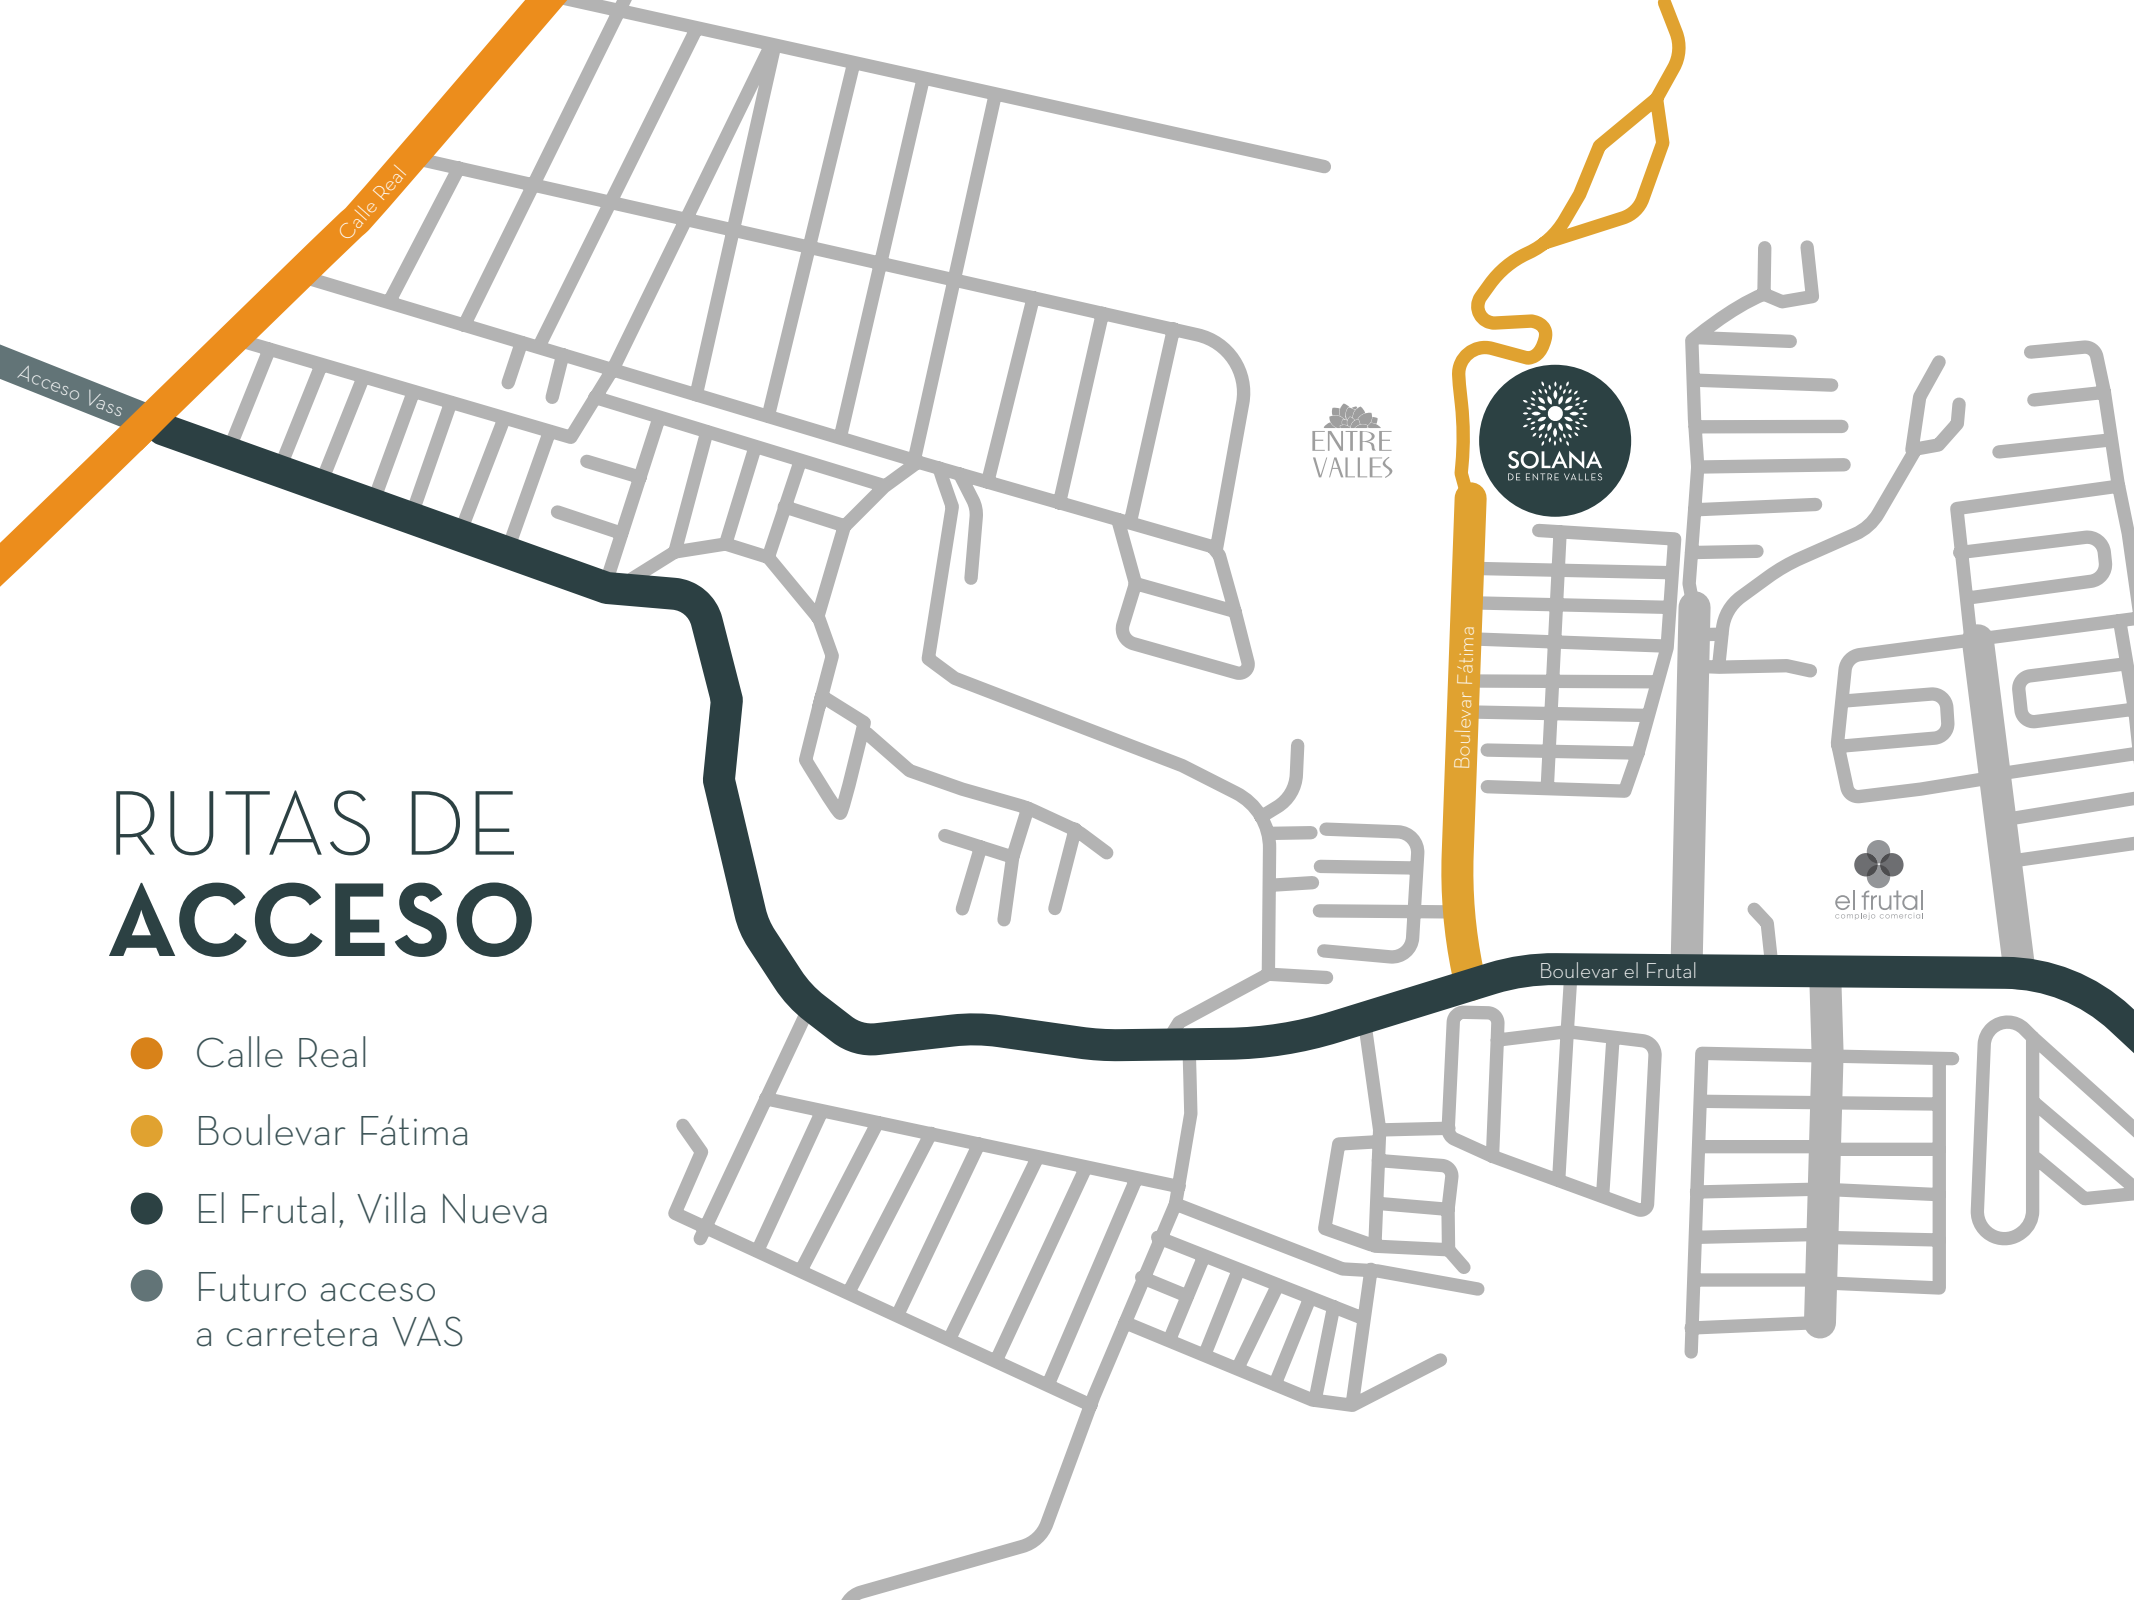 Calle Real
Acceso Vass
ENTRE
VALLES
SOLANA
DE ENTRE VALLES
Boulevar Fátima
RUTAS DE
ACCESO
el frutal
complejo comercial
Boulevar el Frutal
Calle Real
Boulevar Fátima
El Frutal, Villa Nueva
Futuro acceso
a carretera VAS